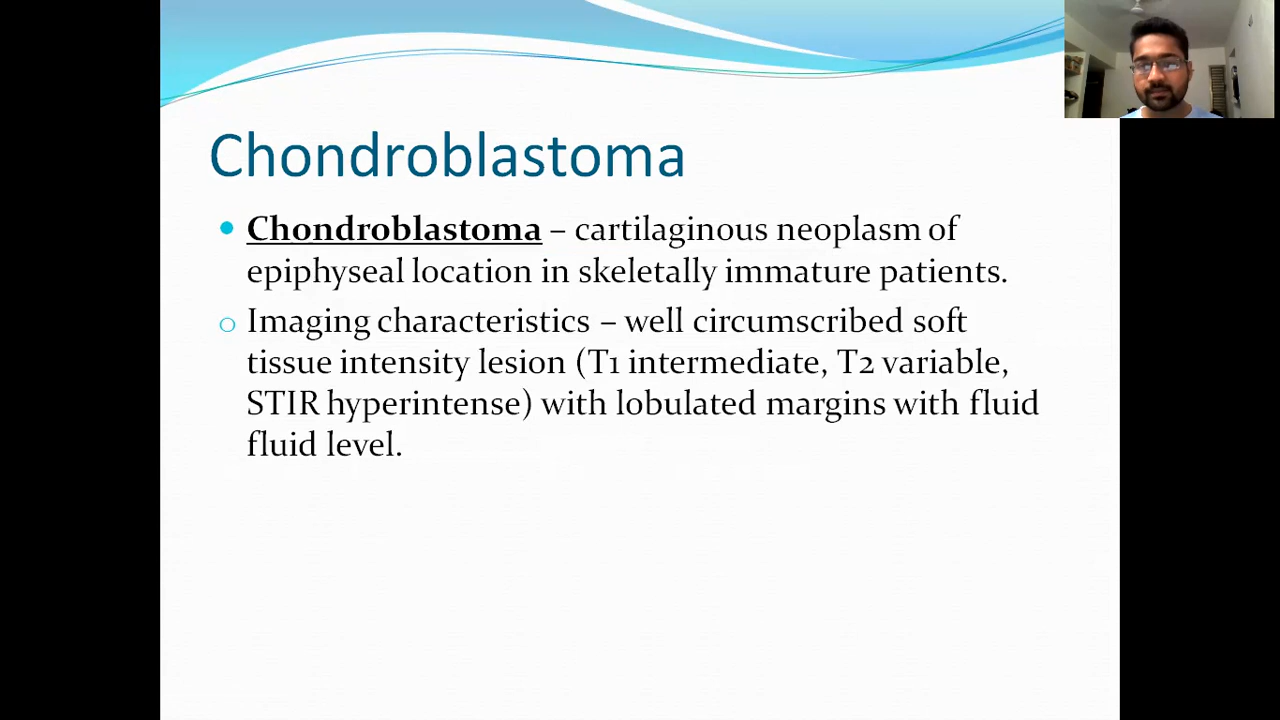 Chondroblastoma
Chondroblastoma – cartilaginous neoplasm of
epiphyseal location in skeletally immature patients.
Imaging characteristics – well circumscribed soft
tissue intensity lesion (T1 intermediate, T2 variable,
STIR hyperintense) with lobulated margins with fluid
fluid level.